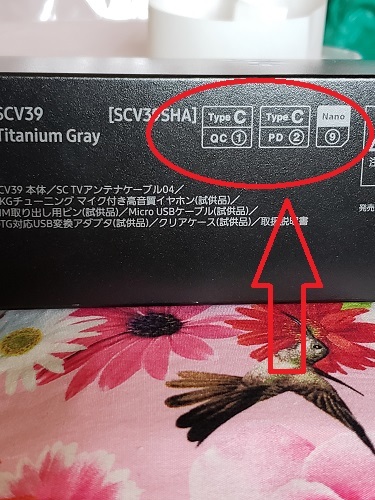 SCV39 [SCV39SHA] Type C Type C Nano
Titanium Gray QC ① PD ② ⑨
CV39 本体／SC TVアンテナケーブル04／
KGチューニング マイク付き高音質イヤホン(試供品)／
IM取り出し用ピン(試供品)／Micro USBケーブル(試供品)／
TG対応USB変換アダプタ(試供品)／クリアケース(試供品)／取扱説明書
注
発売